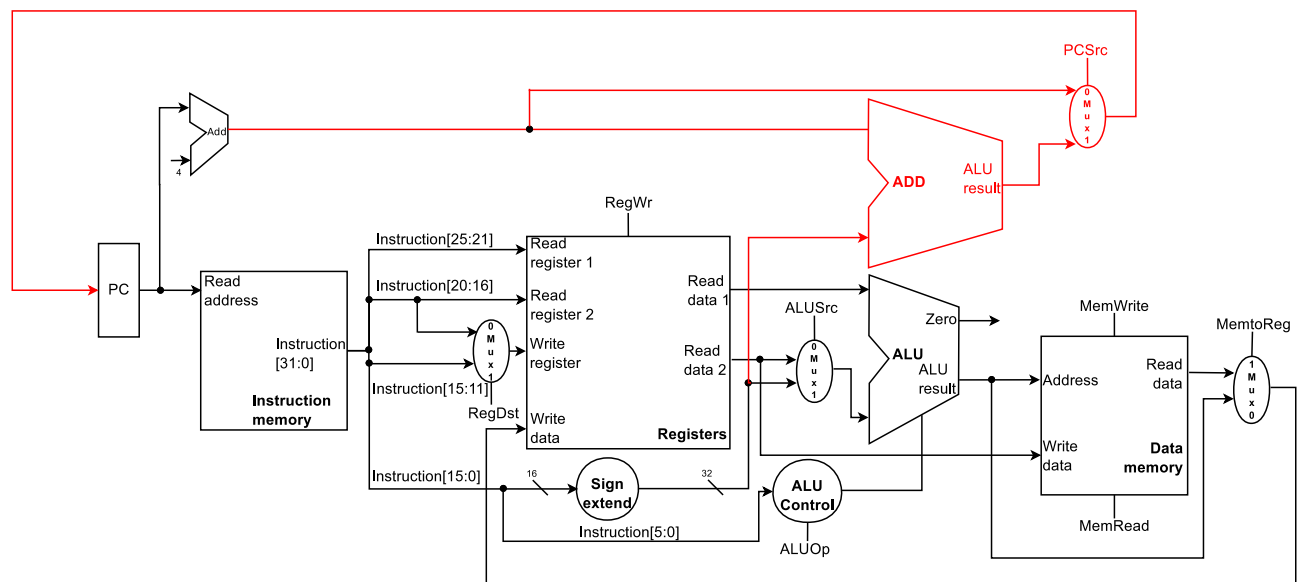 PCSrc
0
M
u
x
1
Add
4
ADD
ALU
result
RegWr
PC
Read
address
Instruction
[31:0]
Instruction
memory
Instruction[25:21]
Instruction[20:16]
Instruction[15:11]
0
M
u
x
1
RegDst
Read
register 1
Read
register 2
Write
register
Write
data
Read
data 1
Read
data 2
Registers
ALUSrc
0
M
u
x
1
Zero
ALU
ALU
result
MemWrite
Address
Read
data
Write
data
Data
memory
MemRead
MemtoReg
1
M
u
x
0
Instruction[15:0]
16
Sign
extend
32
Instruction[5:0]
ALU
Control
ALUOp